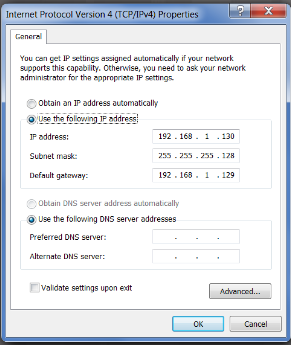 Internet Protocol Version 4 (TCP/IPv4) Properties
General
You can get IP settings assigned automatically if your network
supports this capability. Otherwise, you need to ask your network
administrator for the appropriate IP settings.
Obtain an IP address automatically
Use the following IP address:
IP address: 192 . 168 . 1 . 130
Subnet mask: 255 . 255 . 255 . 128
Default gateway: 192 . 168 . 1 . 129
Obtain DNS server address automatically
Use the following DNS server addresses:
Preferred DNS server: . . .
Alternate DNS server: . . .
Validate settings upon exit
Advanced...
OK Cancel